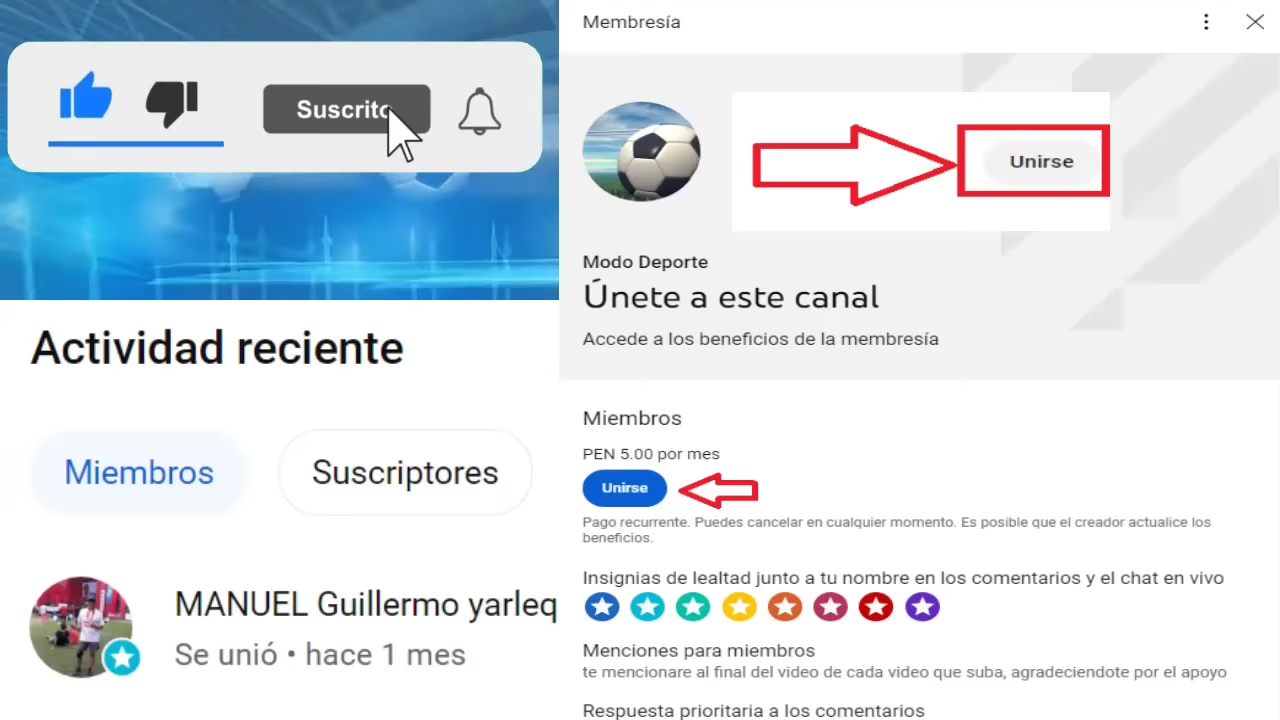 Suscrito
Actividad reciente
Miembros
Suscriptores
MANUEL Guillermo yarleq
Se unió • hace 1 mes
Membresía
Unirse
Modo Deporte
Únete a este canal
Accede a los beneficios de la membresía
Miembros
PEN 5.00 por mes
Unirse
Pago recurrente. Puedes cancelar en cualquier momento. Es posible que el creador actualice los
beneficios.
Insignias de lealtad junto a tu nombre en los comentarios y el chat en vivo
Menciones para miembros
te mencionare al final del video de cada video que suba, agradeciendote por el apoyo
Respuesta prioritaria a los comentarios